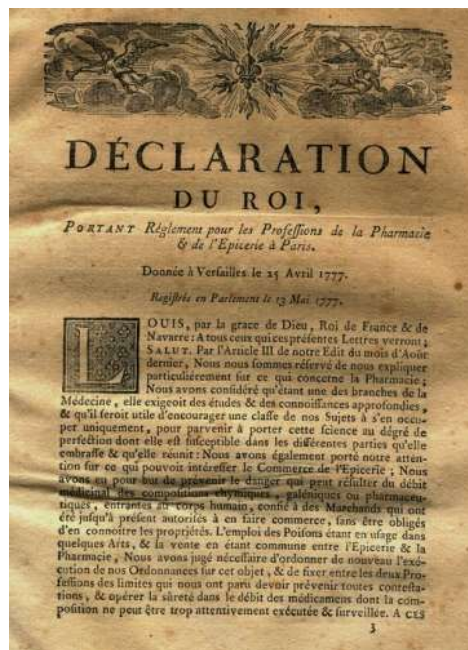 DÉCLARATION
DU ROI,
PORTANT Réglement pour les Professions de la Pharmacie
& de l'Epicerie à Paris.
Donnée à Versailles le 25 Avril 1777.
Registrée en Parlement le 13 Mai 1777.
LOUIS, par la grace de Dieu, Roi de France & de
Navarre: A tous ceux qui ces présentes Lettres verront;
SALUT. Par l'Article III de notre Edit du mois d'Août
dernier, Nous nous sommes réservé de nous expliquer
particuliérement sur ce qui concerne la Pharmacie;
Nous avons considéré qu'étant une des branches de la
Médecine, elle exigeoit des études & des connoissances approfondies,
& qu'il seroit utile d'encourager une classe de nos Sujets à s'en occu-
per uniquement, pour parvenir à porter cette science au dégré de
perfection dont elle est susceptible dans les différentes parties qu'elle
embrasse & qu'elle réunit: Nous avons également porté notre atten-
tion sur ce qui pouvoit intéresser le Commerce de l'Epicerie; Nous
avons eu pour but de prévenir le danger qui peut résulter du débit
médicinal des compositions chymiques, galéniques ou pharmaceu-
tiques, entrantes au corps humain, confié à des Marchands qui ont
été jusqu'à présent autorisés à en faire commerce, sans être obligés
d'en connoître les propriétés. L'emploi des Poisons étant en usage dans
quelques Arts, & la vente en étant commune entre l'Epicerie & la
Pharmacie, Nous avons jugé nécessaire d'ordonner de nouveau l'exé-
cution de nos Ordonnances sur cet objet, & de fixer entre les deux Pro-
fessions des limites qui nous ont paru devoir prévenir toutes contesta-
tions, & opérer la sûreté dans le débit des médicamens dont la com-
position ne peut être trop attentivement exécutée & surveillée. A CES
3